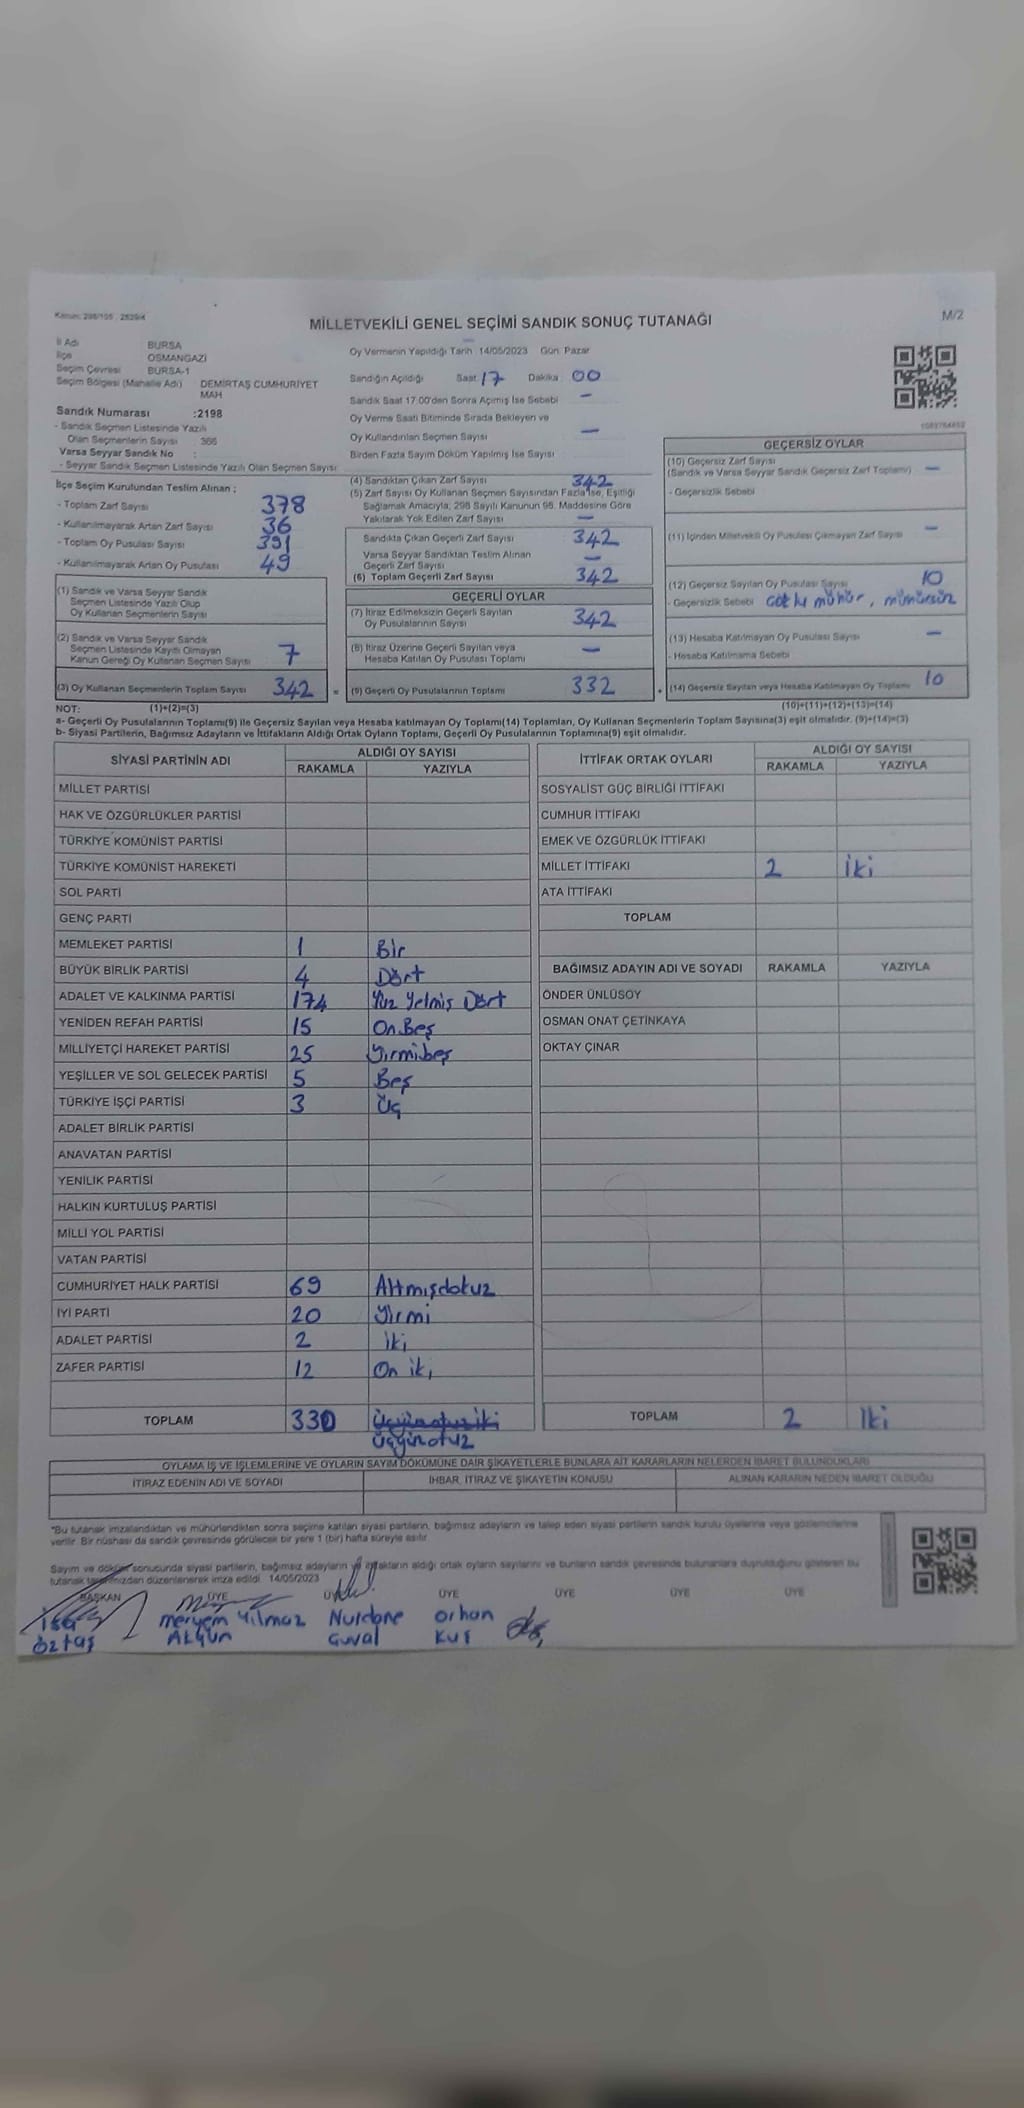 Kanun: 298/105 2839/4
M/2
MİLLETVEKİLİ GENEL SEÇİMİ SANDIK SONUÇ TUTANAĞI
İl Adı BURSA
İlçe OSMANGAZİ
Seçim Çevresi BURSA-1
Seçim Bölgesi (Mahalle Adı) DEMİRTAŞ CUMHURİYET MAH
Sandık Numarası :2198
- Sandık Seçmen Listesinde Yazılı
Olan Seçmenlerin Sayısı : 366
Varsa Seyyar Sandık No :
- Seyyar Sandık Seçmen Listesinde Yazılı Olan Seçmen Sayısı
Oy Vermenin Yapıldığı Tarih 14/05/2023 Gün: Pazar
Sandığın Açıldığı Saat 17 Dakika 00
Sandık Saat 17:00'den Sonra Açılmış İse Sebebi -
Oy Verme Saati Bitiminde Sırada Bekleyen ve
Oy Kullandırılan Seçmen Sayısı -
Birden Fazla Sayım Döküm Yapılmış İse Sayısı
İlçe Seçim Kurulundan Teslim Alınan ;
- Toplam Zarf Sayısı 378
- Kullanılmayarak Artan Zarf Sayısı 36
- Toplam Oy Pusulası Sayısı 391
- Kullanılmayarak Artan Oy Pusulası 49
(1) Sandık ve Varsa Seyyar Sandık
Seçmen Listesinde Yazılı Olup
Oy Kullanan Seçmenlerin Sayısı
(2) Sandık ve Varsa Seyyar Sandık
Seçmen Listesinde Kayıtlı Olmayan
Kanun Gereği Oy Kullanan Seçmen Sayısı 7
(3) Oy Kullanan Seçmenlerin Toplam Sayısı 342 =
(4) Sandıktan Çıkan Zarf Sayısı 342
(5) Zarf Sayısı Oy Kullanan Seçmen Sayısından Fazla İse, Eşitliği
Sağlamak Amacıyla; 298 Sayılı Kanunun 98. Maddesine Göre
Yakılarak Yok Edilen Zarf Sayısı -
Sandıkta Çıkan Geçerli Zarf Sayısı 342
Varsa Seyyar Sandıktan Teslim Alınan
Geçerli Zarf Sayısı -
(6) Toplam Geçerli Zarf Sayısı 342
GEÇERLİ OYLAR
(7) İtiraz Edilmeksizin Geçerli Sayılan
Oy Pusulalarının Sayısı 342
(8) İtiraz Üzerine Geçerli Sayılan veya
Hesaba Katılan Oy Pusulası Toplamı -
(9) Geçerli Oy Pusulalarının Toplamı 332 +
GEÇERSİZ OYLAR
(10) Geçersiz Zarf Sayısı
(Sandık ve Varsa Seyyar Sandık Geçersiz Zarf Toplamı) -
- Geçersizlik Sebebi
(11) İçinden Milletvekili Oy Pusulası Çıkmayan Zarf Sayısı -
(12) Geçersiz Sayılan Oy Pusulası Sayısı 10
- Geçersizlik Sebebi çoklu mühür, mühürsüz
(13) Hesaba Katılmayan Oy Pusulası Sayısı -
- Hesaba Katılmama Sebebi
(14) Geçersiz Sayılan veya Hesaba Katılmayan Oy Toplamı 10
NOT: (1)+(2)=(3) (10)+(11)+(12)+(13)=(14)
a- Geçerli Oy Pusulalarının Toplamı(9) ile Geçersiz Sayılan veya Hesaba katılmayan Oy Toplamı(14) Toplamları, Oy Kullanan Seçmenlerin Toplam Sayısına(3) eşit olmalıdır. (9)+(14)=(3)
b- Siyasi Partilerin, Bağımsız Adayların ve İttifakların Aldığı Ortak Oyların Toplamı, Geçerli Oy Pusulalarının Toplamına(9) eşit olmalıdır.
SİYASİ PARTİNİN ADI ALDIĞI OY SAYISI
RAKAMLA YAZIYLA
MİLLET PARTİSİ
HAK VE ÖZGÜRLÜKLER PARTİSİ
TÜRKİYE KOMÜNİST PARTİSİ
TÜRKİYE KOMÜNİST HAREKETİ
SOL PARTİ
GENÇ PARTİ
MEMLEKET PARTİSİ 1 Bir
BÜYÜK BİRLİK PARTİSİ 4 Dört
ADALET VE KALKINMA PARTİSİ 174 Yüz Yetmiş Dört
YENİDEN REFAH PARTİSİ 15 On Beş
MİLLİYETÇİ HAREKET PARTİSİ 25 Yirmibeş
YEŞİLLER VE SOL GELECEK PARTİSİ 5 Beş
TÜRKİYE İŞÇİ PARTİSİ 3 Üç
ADALET BİRLİK PARTİSİ
ANAVATAN PARTİSİ
YENİLİK PARTİSİ
HALKIN KURTULUŞ PARTİSİ
MİLLİ YOL PARTİSİ
VATAN PARTİSİ
CUMHURİYET HALK PARTİSİ 69 Altmışdokuz
İYİ PARTİ 20 Yirmi
ADALET PARTİSİ 2 İki
ZAFER PARTİSİ 12 On iki
TOPLAM 330 Üçyüzotuziki
Üçyüzotuz
İTTİFAK ORTAK OYLARI ALDIĞI OY SAYISI
RAKAMLA YAZIYLA
SOSYALİST GÜÇ BİRLİĞİ İTTİFAKI
CUMHUR İTTİFAKI
EMEK VE ÖZGÜRLÜK İTTİFAKI
MİLLET İTTİFAKI 2 İki
ATA İTTİFAKI
TOPLAM
BAĞIMSIZ ADAYIN ADI VE SOYADI RAKAMLA YAZIYLA
ÖNDER ÜNLÜSOY
OSMAN ONAT ÇETİNKAYA
OKTAY ÇINAR
TOPLAM 2 İki
OYLAMA İŞ VE İŞLEMLERİNE VE OYLARIN SAYIM DÖKÜMÜNE DAİR ŞİKAYETLERLE BUNLARA AİT KARARLARIN NELERDEN İBARET BULUNDUKLARI
İTİRAZ EDENİN ADI VE SOYADI İHBAR, İTİRAZ VE ŞİKAYETİN KONUSU ALINAN KARARIN NEDEN İBARET OLDUĞU
*Bu tutanak imzalandıktan ve mühürlendikten sonra seçime katılan siyasi partilerin, bağımsız adayların ve talep eden siyasi partilerin sandık kurulu üyelerine veya gözlemcilerine
verilir. Bir nüshası da sandık çevresinde görülecek bir yere 1 (bir) hafta süreyle asılır.
Sayım ve döküm sonucunda siyasi partilerin, bağımsız adayların ve ittifakların aldığı ortak oyların sayılarını ve bunların sandık çevresinde bulunanlara duyrulduğunu gösteren bu
tutanak tarafımızdan düzenlenerek imza edildi. 14/05/2023
BAŞKAN ÜYE ÜYE ÜYE ÜYE ÜYE ÜYE
İsa Öztaş
Meryem Yılmaz Akgün
Orhan Kuş